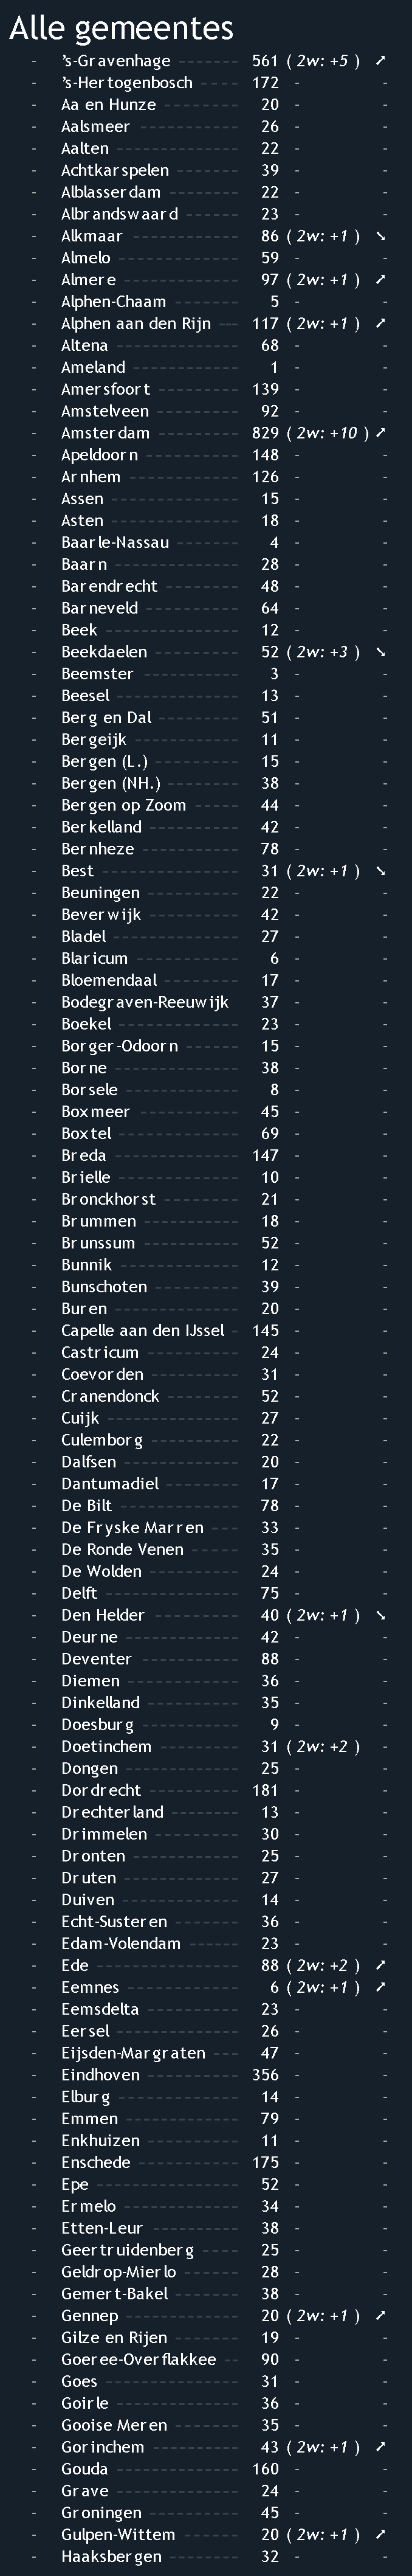 Alle gemeentes
- 's-Gravenhage 561 ( 2w: +5 ) ➚
- 's-Hertogenbosch ------ 172 - -
- Aa en Hunze --------- 20 - -
- Aalsmeer ----------- 26 - -
- Aalten ------------- 22 - -
- Achtkarspelen ------- 39 - -
- Alblasserdam -------- 22 - -
- Albrandswaard ------- 23 - -
- Alkmaar ------------ 86 ( 2w: +1 ) ➘
- Almelo ------------- 59 - -
- Almere ------------- 97 ( 2w: +1 ) ➚
- Alphen-Chaam -------- 5 - -
- Alphen aan den Rijn --- 117 ( 2w: +1 ) ➚
- Altena ------------- 68 - -
- Ameland ------------ 1 - -
- Amersfoort ---------- 139 - -
- Amstelveen ---------- 92 - -
- Amsterdam ---------- 829 ( 2w: +10 ) ➚
- Apeldoorn ----------- 148 - -
- Arnhem ------------- 126 - -
- Assen -------------- 15 - -
- Asten -------------- 18 - -
- Baarle-Nassau -------- 4 - -
- Baarn -------------- 28 - -
- Barendrecht --------- 48 - -
- Barneveld ----------- 64 - -
- Beek --------------- 12 - -
- Beekdaelen ---------- 52 ( 2w: +3 ) ➘
- Beemster ------------ 3 - -
- Beesel -------------- 13 - -
- Berg en Dal ---------- 51 - -
- Bergeijk ------------ 11 - -
- Bergen (L.) ---------- 15 - -
- Bergen (NH.) --------- 38 - -
- Bergen op Zoom ------ 44 - -
- Berkelland ----------- 42 - -
- Bernheze ------------ 78 - -
- Best ---------------- 31 ( 2w: +1 ) ➘
- Beuningen ----------- 22 - -
- Beverwijk ----------- 42 - -
- Bladel -------------- 27 - -
- Blaricum ------------ 6 - -
- Bloemendaal --------- 17 - -
- Bodegraven-Reeuwijk 37 - -
- Boekel -------------- 23 - -
- Borger-Odoorn ------- 15 - -
- Borne --------------- 38 - -
- Borsele -------------- 8 - -
- Boxmeer ------------ 45 - -
- Boxtel -------------- 69 - -
- Breda --------------- 147 - -
- Brielle -------------- 10 - -
- Bronckhorst --------- 21 - -
- Brummen ----------- 18 - -
- Brunssum ----------- 52 - -
- Bunnik -------------- 12 - -
- Bunschoten ---------- 39 - -
- Buren --------------- 20 - -
- Capelle aan den IJssel - 145 - -
- Castricum ----------- 24 - -
- Coevorden ---------- 31 - -
- Cranendonck -------- 52 - -
- Cuijk --------------- 27 - -
- Culemborg ---------- 22 - -
- Dalfsen ------------- 20 - -
- Dantumadiel --------- 17 - -
- De Bilt -------------- 78 - -
- De Fryske Marren ---- 33 - -
- De Ronde Venen ------ 35 - -
- De Wolden ---------- 24 - -
- Delft --------------- 75 - -
- Den Helder ---------- 40 ( 2w: +1 ) ➘
- Deurne ------------- 42 - -
- Deventer ------------ 88 - -
- Diemen ------------- 36 - -
- Dinkelland ----------- 35 - -
- Doesburg ----------- 9 - -
- Doetinchem --------- 31 ( 2w: +2 )
- Dongen ------------- 25 - -
- Dordrecht ----------- 181 - -
- Drechterland --------- 13 - -
- Drimmelen ---------- 30 - -
- Dronten ------------ 25 - -
- Druten ------------- 27 - -
- Duiven ------------- 14 - -
- Echt-Susteren ------- 36 - -
- Edam-Volendam ------ 23 - -
- Ede ---------------- 88 ( 2w: +2 ) ➚
- Eemnes ------------ 6 ( 2w: +1 ) ➚
- Eemsdelta ---------- 23 - -
- Eersel ------------- 26 - -
- Eijsden-Margraten --- 47 - -
- Eindhoven ---------- 356 - -
- Elburg -------------- 14 - -
- Emmen ------------- 79 - -
- Enkhuizen ---------- 11 - -
- Enschede ----------- 175 - -
- Epe ---------------- 52 - -
- Ermelo ------------- 34 - -
- Etten-Leur ---------- 38 - -
- Geertruidenberg ----- 25 - -
- Geldrop-Mierlo ------ 28 - -
- Gemert-Bakel ------- 38 - -
- Gennep ------------ 20 ( 2w: +1 ) ➚
- Gilze en Rijen ------- 19 - -
- Goeree-Overflakkee -- 90 - -
- Goes --------------- 31 - -
- Goirle -------------- 36 - -
- Gooise Meren ------- 35 - -
- Gorinchem ---------- 43 ( 2w: +1 ) ➚
- Gouda ------------- 160 - -
- Grave -------------- 24 - -
- Groningen ---------- 45 - -
- Gulpen-Wittem ------ 20 ( 2w: +1 ) ➚
- Haaksbergen -------- 32 - -